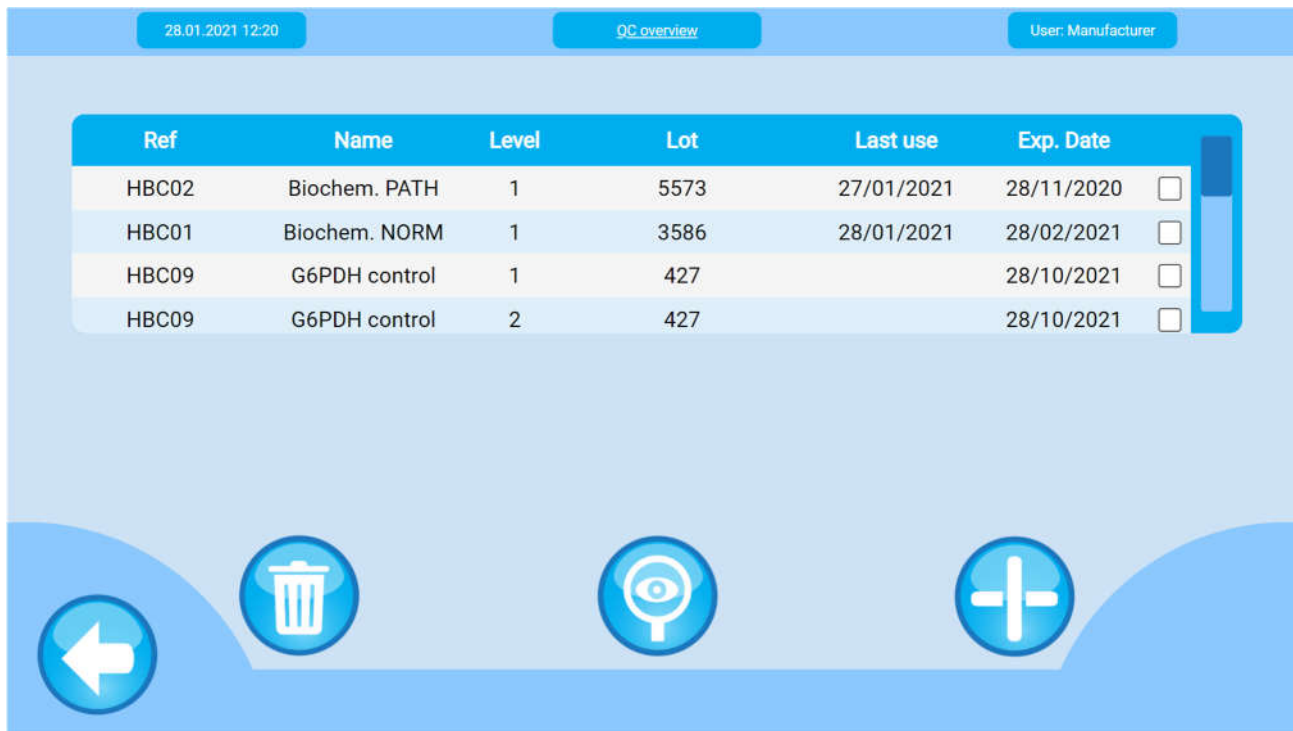 28.01.2021 12:20 QC overview User: Manufacturer
Ref Name Level Lot Last use Exp. Date
HBC02 Biochem. PATH 1 5573 27/01/2021 28/11/2020
HBC01 Biochem. NORM 1 3586 28/01/2021 28/02/2021
HBC09 G6PDH control 1 427 28/10/2021
HBC09 G6PDH control 2 427 28/10/2021